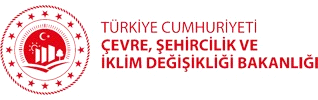 TÜRKİYE CUMHURİYETİ
ÇEVRE, ŞEHİRCİLİK VE
İKLİM DEĞİŞİKLİĞİ BAKANLIĞI